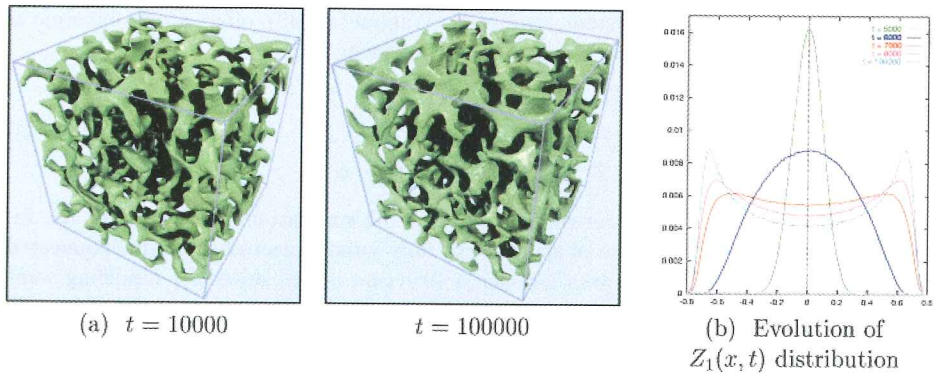 (a) t = 10000
t = 100000
0.016
0.014
0.012
0.01
0.008
0.006
0.004
0.002
0
-0.8 -0.6 -0.4 -0.2 0 0.2 0.4 0.6 0.8
t = 5000
t = 6000
t = 7000
t = 8000
t = 100000
(b) Evolution of
Z₁(x, t) distribution